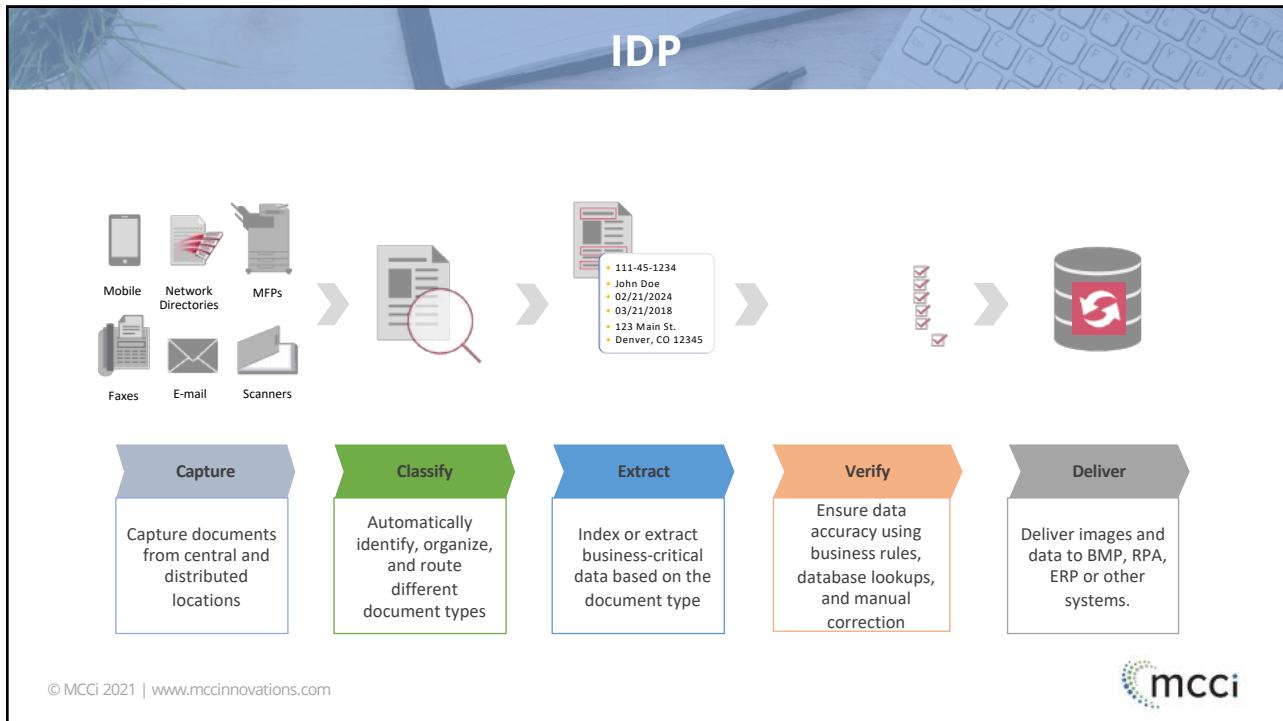 IDP
Mobile
Network
Directories
MFPs
Faxes
E-mail
Scanners
111-45-1234
John Doe
02/21/2024
03/21/2018
123 Main St.
Denver, CO 12345
Capture
Capture documents
from central and
distributed
locations
Classify
Automatically
identify, organize,
and route
different
document types
Extract
Index or extract
business-critical
data based on the
document type
Verify
Ensure data
accuracy using
business rules,
database lookups,
and manual
correction
Deliver
Deliver images and
data to BMP, RPA,
ERP or other
systems.
© MCCi 2021 | www.mccinnovations.com
mcci